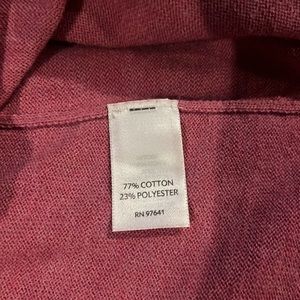 77% COTTON
23% POLYESTER
RN 97641